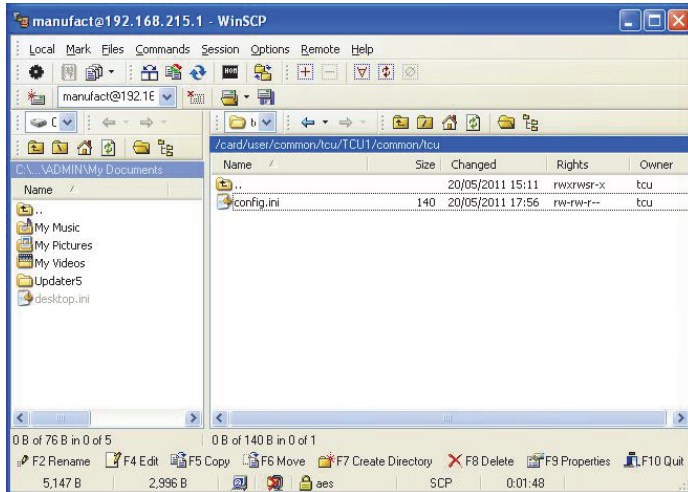 manufact@192.168.215.1 - WinSCP
Local Mark Files Commands Session Options Remote Help
manufact@192.16
C:\...\ADMIN\My Documents
/card/user/common/tcu/TCU1/common/tcu
Name
Name Size Changed Rights Owner
..
.. 20/05/2011 15:11 rwxrwsr-x tcu
My Music
config.ini 140 20/05/2011 17:56 rw-rw-r-- tcu
My Pictures
My Videos
Updater5
desktop.ini
0 B of 76 B in 0 of 5
0 B of 140 B in 0 of 1
F2 Rename F4 Edit F5 Copy F6 Move F7 Create Directory F8 Delete F9 Properties F10 Quit
5,147 B 2,996 B aes SCP 0:01:48